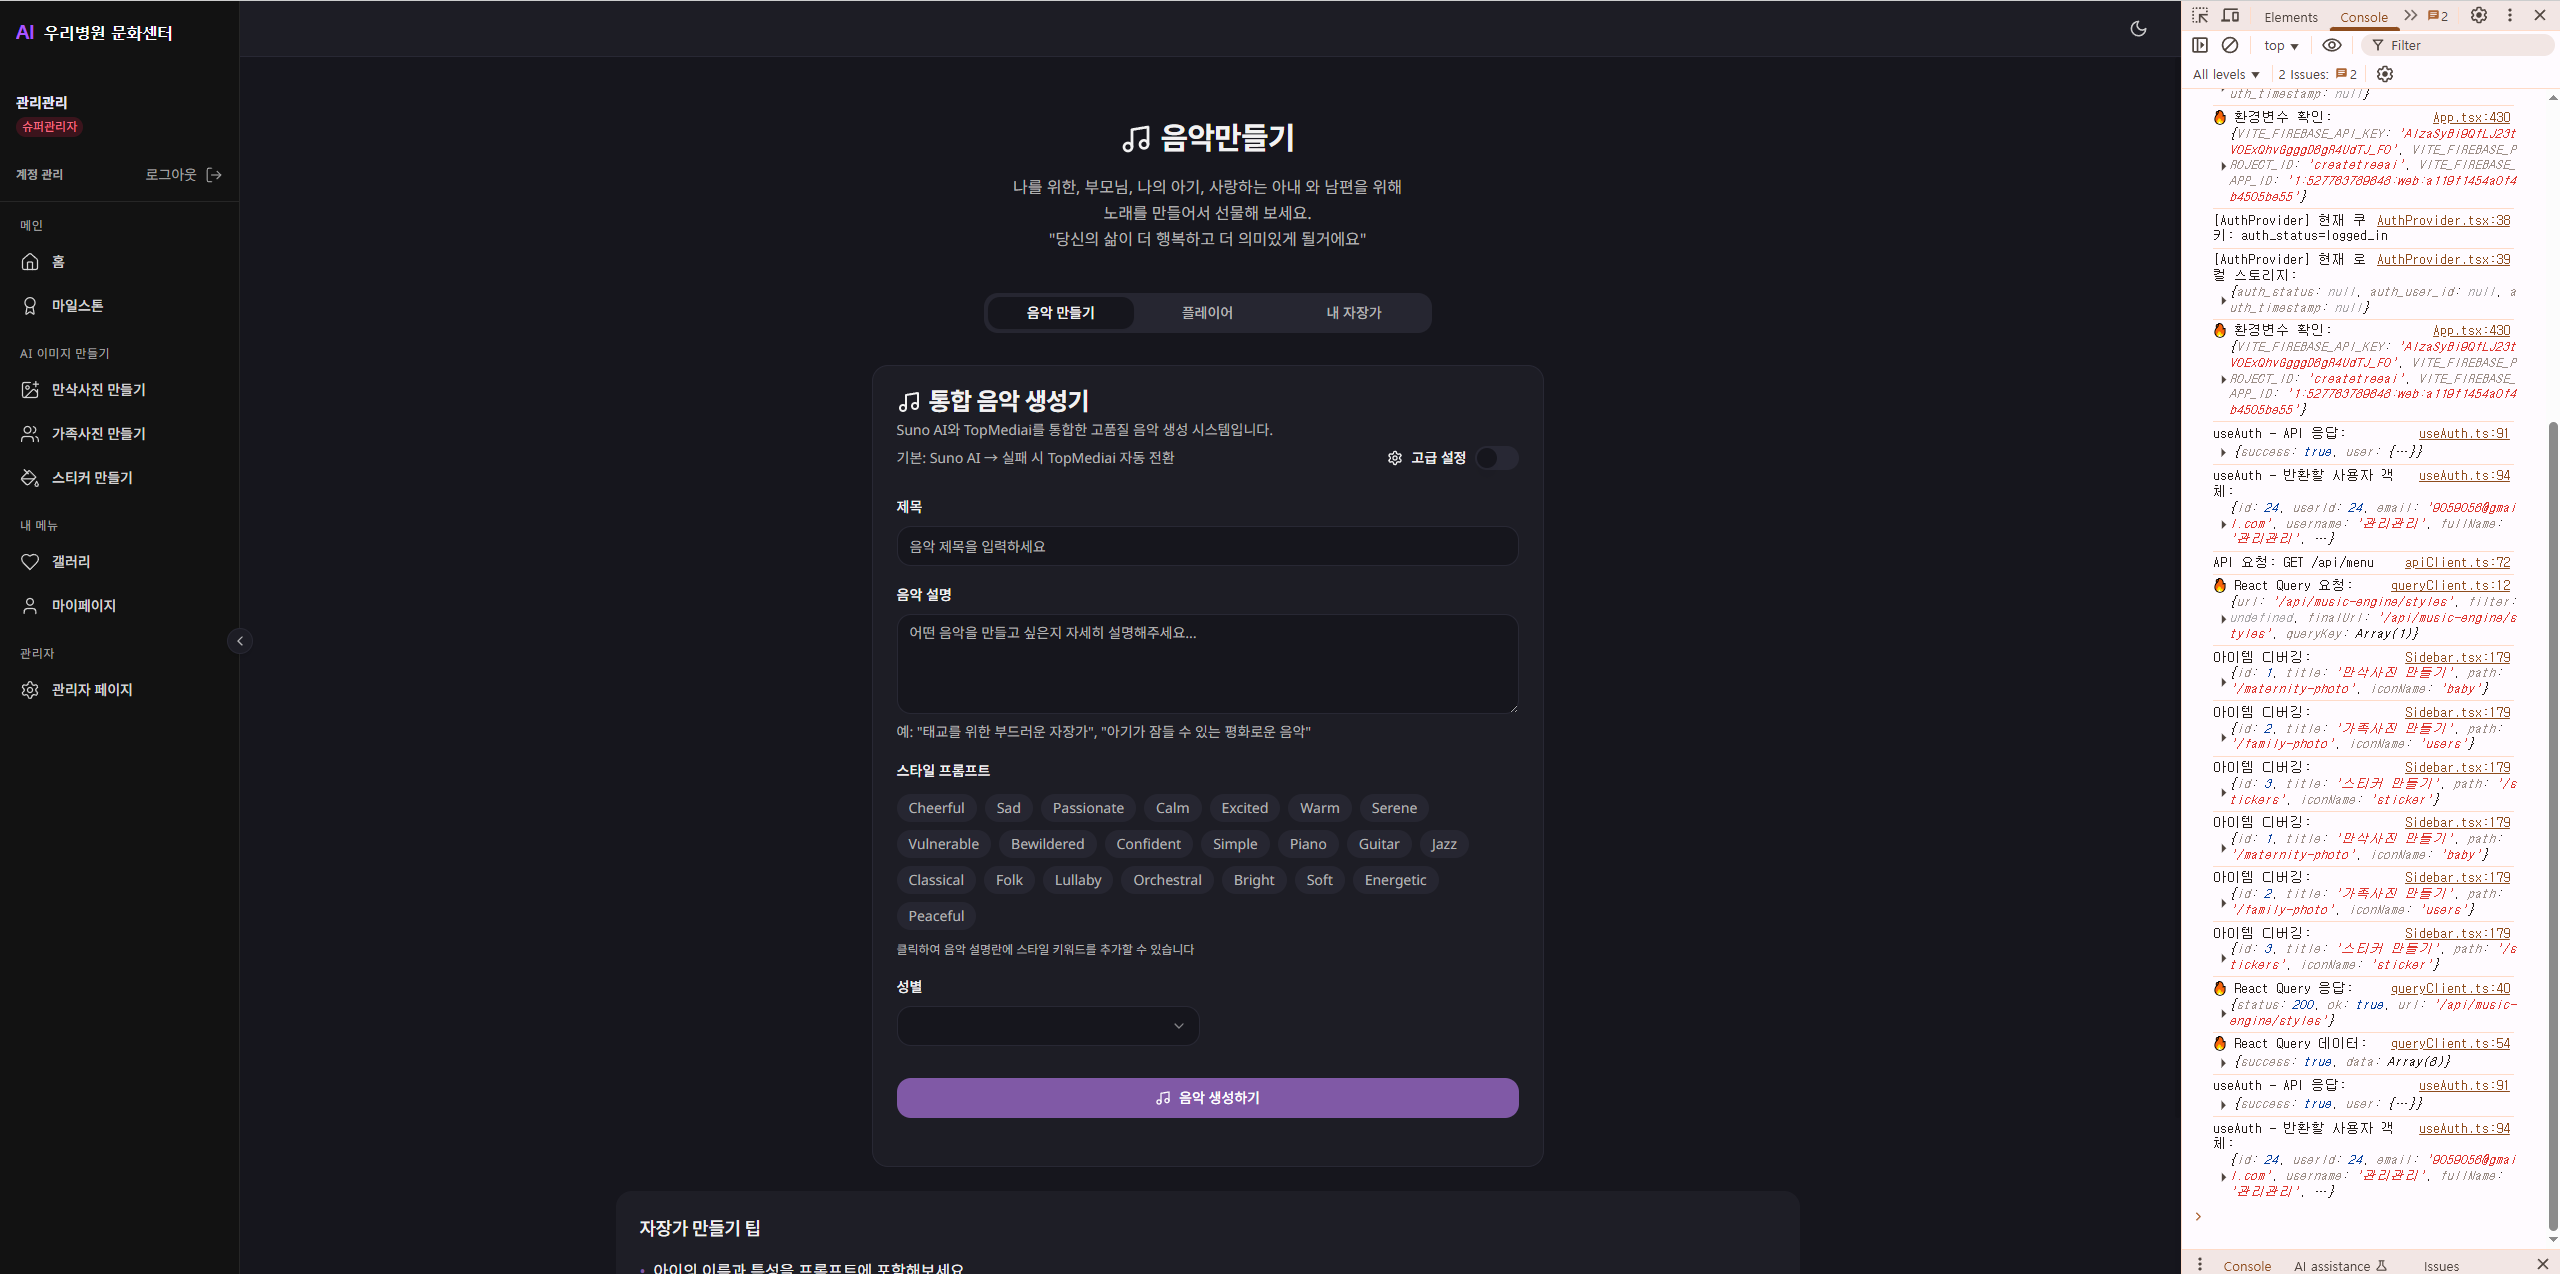 AI 우리병원 문화센터
관리관리
슈퍼관리자
계정 관리
로그아웃
메인
홈
마일스톤
AI 이미지 만들기
만삭사진 만들기
가족사진 만들기
스티커 만들기
내 메뉴
갤러리
마이페이지
관리자
관리자 페이지
음악만들기
나를 위한, 부모님, 나의 아기, 사랑하는 아내 와 남편을 위해
노래를 만들어서 선물해 보세요.
"당신의 삶이 더 행복하고 더 의미있게 될거에요"
음악 만들기
플레이어
내 자장가
통합 음악 생성기
Suno AI와 TopMediai를 통합한 고품질 음악 생성 시스템입니다.
기본: Suno AI → 실패 시 TopMediai 자동 전환
고급 설정
제목
음악 제목을 입력하세요
음악 설명
어떤 음악을 만들고 싶은지 자세히 설명해주세요...
예: "태교를 위한 부드러운 자장가", "아기가 잠들 수 있는 평화로운 음악"
스타일 프롬프트
Cheerful Sad Passionate Calm Excited Warm Serene
Vulnerable Bewildered Confident Simple Piano Guitar Jazz
Classical Folk Lullaby Orchestral Bright Soft Energetic
Peaceful
클릭하여 음악 설명란에 스타일 키워드를 추가할 수 있습니다
성별
음악 생성하기
자장가 만들기 팁
• 아이의 이름과 특성을 프롬프트에 포함해보세요
Elements Console 2
top Filter
All levels 2 Issues: 2
uth_timestamp: null}
환경변수 확인: App.tsx:430
PROJECT_ID: 'createtreeai', VITE_FIREBASE_
[AuthProvider] 현재 쿠 AuthProvider.tsx:38
키: auth_status=logged_in
[AuthProvider] 현재 로 AuthProvider.tsx:39
컬 스토리지:
{auth_status: null, auth_user_id: null, a
uth_timestamp: null}
환경변수 확인: App.tsx:430
PROJECT_ID: 'createtreeai', VITE_FIREBASE_
useAuth - API 응답: useAuth.ts:91
{success: true, user: {…}}
useAuth - 반환할 사용자 객 useAuth.ts:94
체:
{id: 24, userId: 24, email: '9059056@gmai
l.com', username: '관리관리', fullName:
'관리관리', …}
API 요청: GET /api/menu apiClient.ts:72
React Query 요청: queryClient.ts:12
{url: '/api/music-engine/styles', filter:
undefined, finalUrl: '/api/music-engine/s
tyles', queryKey: Array(1)}
아이템 디버깅: Sidebar.tsx:179
{id: 1, title: '만삭사진 만들기', path:
'/maternity-photo', iconName: 'baby'}
아이템 디버깅: Sidebar.tsx:179
{id: 2, title: '가족사진 만들기', path:
'/family-photo', iconName: 'users'}
아이템 디버깅: Sidebar.tsx:179
{id: 3, title: '스티커 만들기', path: '/s
tickers', iconName: 'sticker'}
아이템 디버깅: Sidebar.tsx:179
{id: 1, title: '만삭사진 만들기', path:
'/maternity-photo', iconName: 'baby'}
아이템 디버깅: Sidebar.tsx:179
{id: 2, title: '가족사진 만들기', path:
'/family-photo', iconName: 'users'}
아이템 디버깅: Sidebar.tsx:179
{id: 3, title: '스티커 만들기', path: '/s
tickers', iconName: 'sticker'}
React Query 응답: queryClient.ts:40
{status: 200, ok: true, url: '/api/music-
engine/styles'}
React Query 데이터: queryClient.ts:54
{success: true, data: Array(8)}
useAuth - API 응답: useAuth.ts:91
{success: true, user: {…}}
useAuth - 반환할 사용자 객 useAuth.ts:94
체:
{id: 24, userId: 24, email: '9059056@gmai
l.com', username: '관리관리', fullName:
'관리관리', …}
Console AI assistance Issues